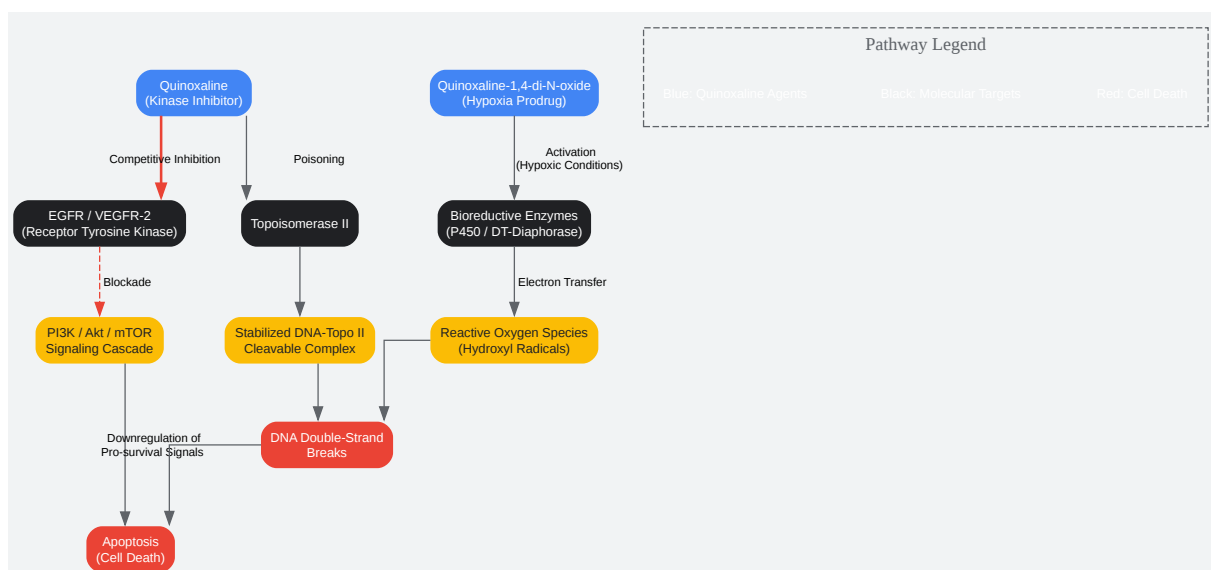 Pathway Legend
Blue  Quinoxaline Agents
Black  Molecular Targets
Red  Cell Death
Quinoxaline
(Kinase Inhibitor)
Quinoxaline-1,4-di-N-oxide
(Hypoxia Prodrug)
Competitive Inhibition
Poisoning
Activation
(Hypoxic Conditions)
EGFR / VEGFR-2
(Receptor Tyrosine Kinase)
Topoisomerase II
Bioreductive Enzymes
(P450 / DT-Diaphorase)
Blockade
Electron Transfer
PI3K / Akt / mTOR
Signaling Cascade
Stabilized DNA-Topo II
Cleavable Complex
Reactive Oxygen Species
(Hydroxyl Radicals)
Downregulation of
Pro-survival Signals
DNA Double-Strand
Breaks
Apoptosis
(Cell Death)